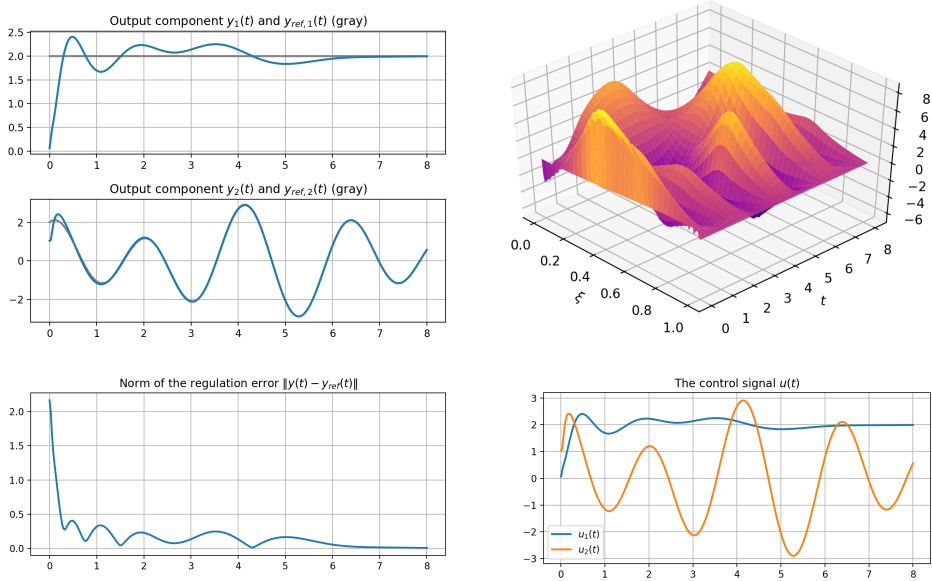 Output component y₁(t) and y_ref,1(t) (gray)
2.5
2.0
1.5
1.0
0.5
0.0
0 1 2 3 4 5 6 7 8
Output component y₂(t) and y_ref,2(t) (gray)
2
0
−2
0 1 2 3 4 5 6 7 8
8
6
4
2
0
−2
−4
−6
0.0 0.2 0.4 0.6 0.8 1.0
ξ
0 1 2 3 4 5 6 7 8
t
Norm of the regulation error ‖y(t) − y_ref(t)‖
2.0
1.5
1.0
0.5
0.0
0 1 2 3 4 5 6 7 8
The control signal u(t)
3
2
1
0
−1
−2
−3
u₁(t)
u₂(t)
0 1 2 3 4 5 6 7 8